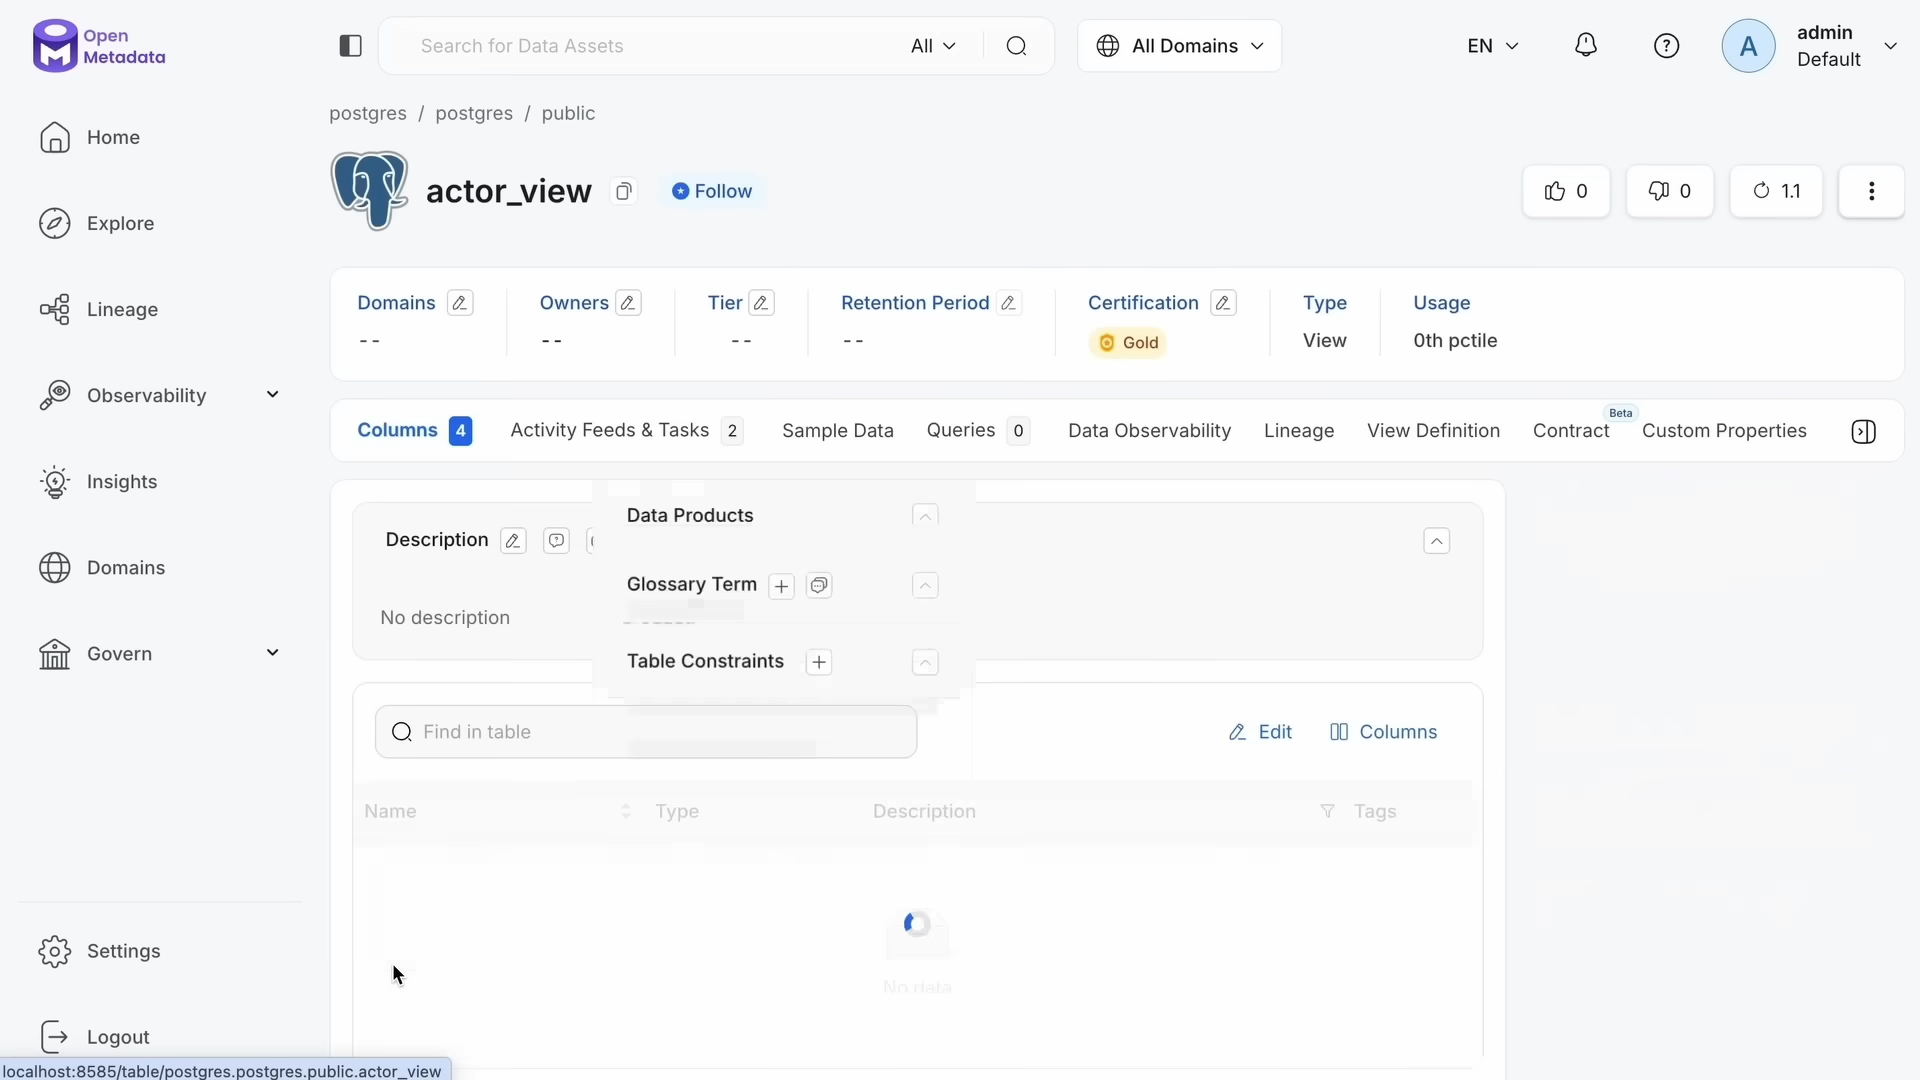 Open
Metadata
Search for Data Assets
All
All Domains
EN
A
admin
Default
Home
Explore
Lineage
Observability
Insights
Domains
Govern
Settings
Logout
postgres / postgres / public
actor_view
Follow
0
0
1.1
Domains
--
Owners
--
Tier
--
Retention Period
--
Certification
Gold
Type
View
Usage
0th pctile
Columns 4
Activity Feeds & Tasks 2
Sample Data
Queries 0
Data Observability
Lineage
View Definition
Contract
Beta
Custom Properties
Description
No description
Data Products
Glossary Term
Table Constraints
Find in table
Edit
Columns
Name
Type
Description
Tags
No data
localhost:8585/table/postgres.postgres.public.actor_view